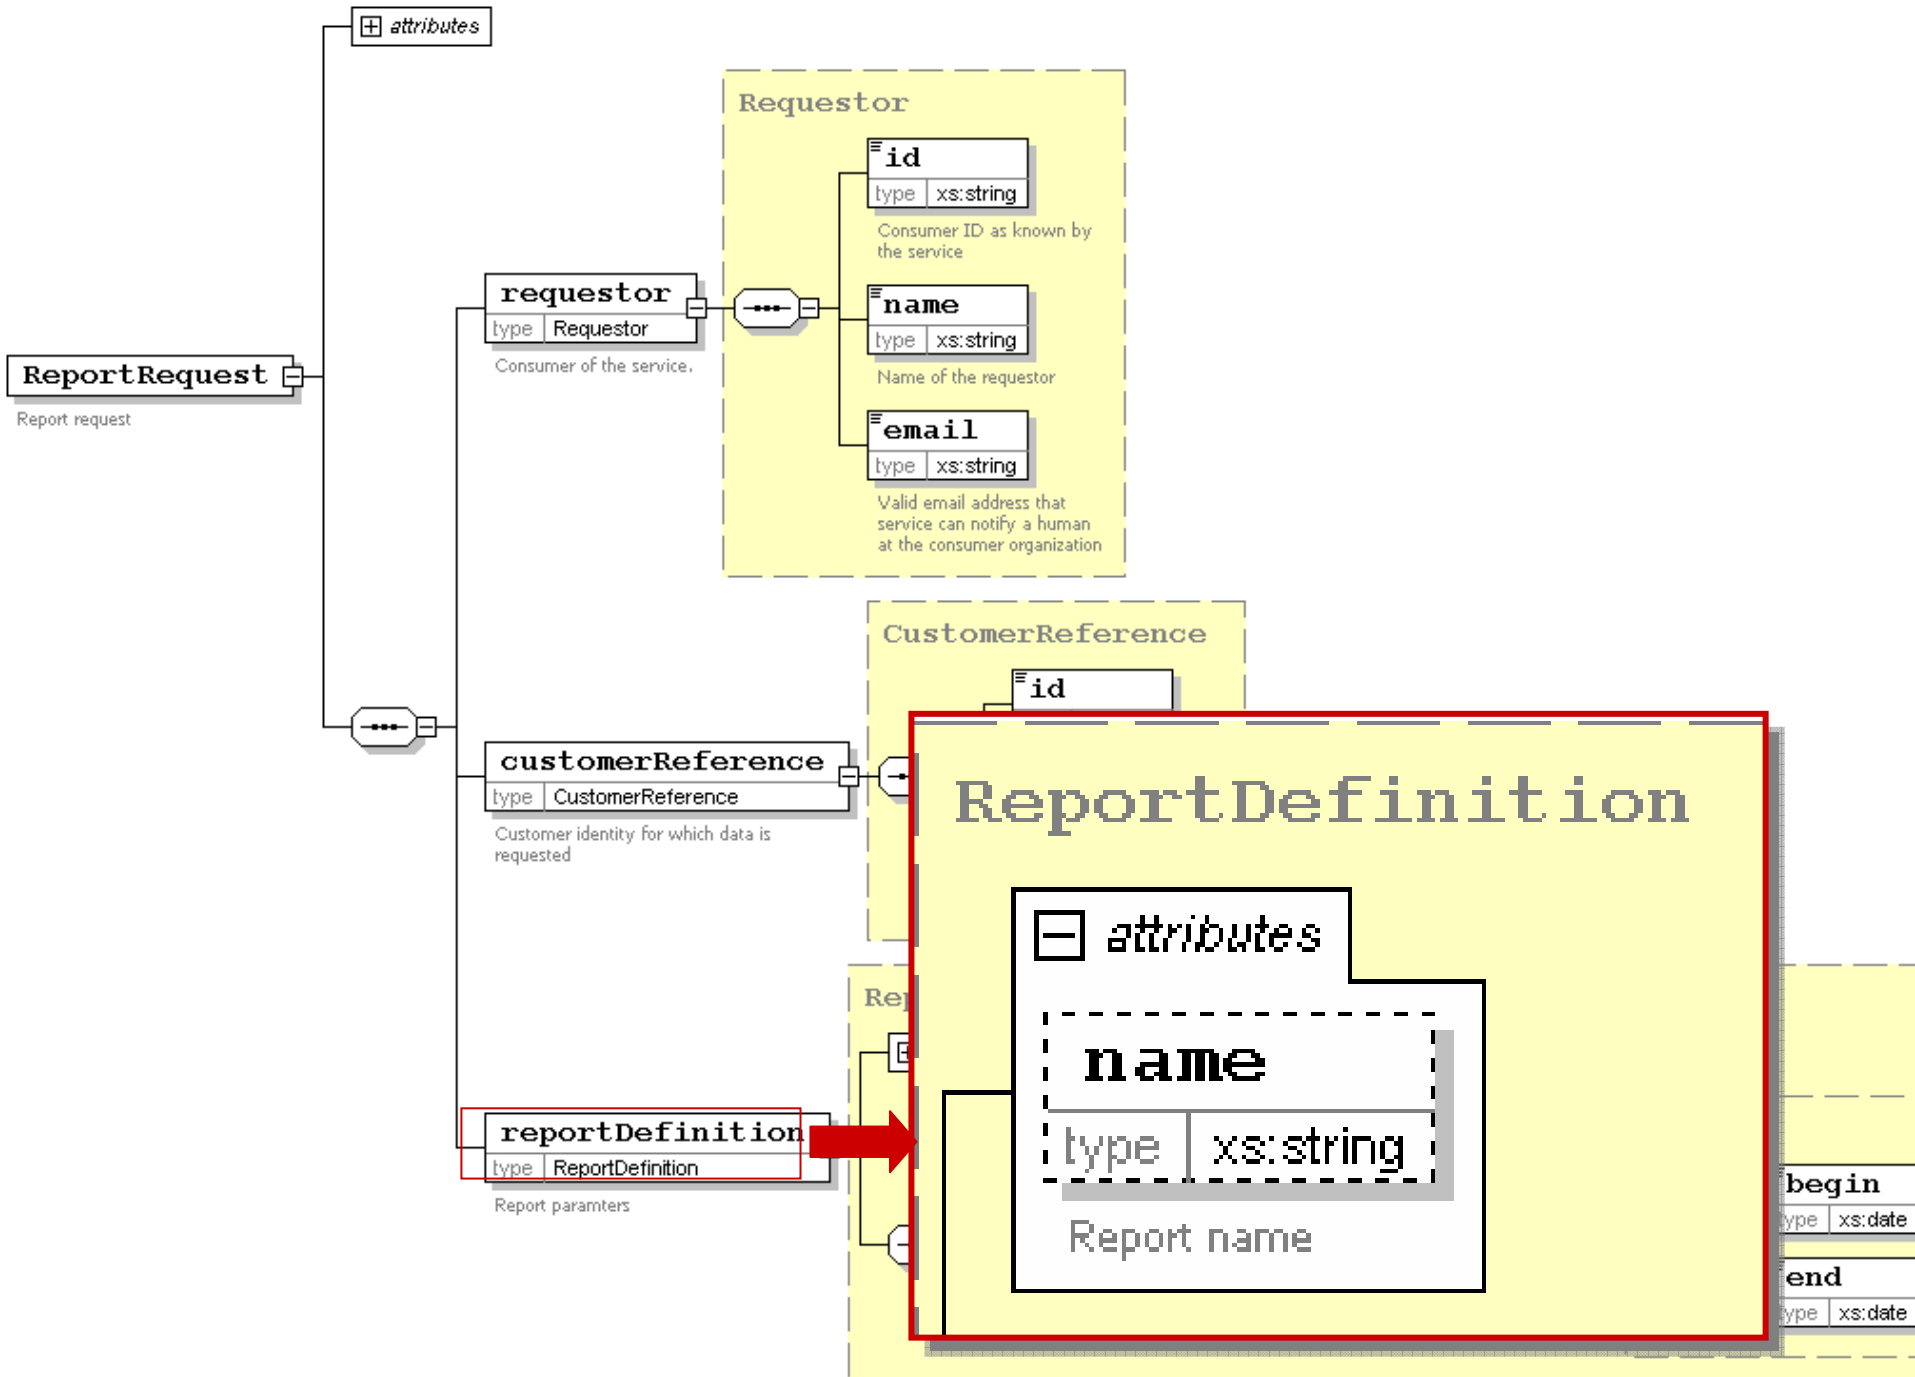 attributes
Requestor
id
type xs:string
Consumer ID as known by
the service
requestor
type Requestor
Consumer of the service.
name
type xs:string
Name of the requestor
ReportRequest
Report request
email
type xs:string
Valid email address that
service can notify a human
at the consumer organization
CustomerReference
id
customerReference
type CustomerReference
Customer identity for which data is
requested
ReportDefinition
attributes
name
type xs:string
Report name
reportDefinition
type ReportDefinition
Report paramters
begin
type xs:date
end
type xs:date